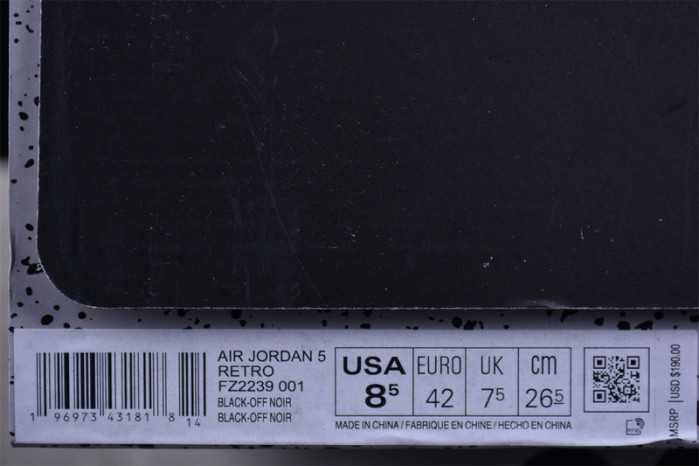 AIR JORDAN 5
RETRO
FZ2239 001
BLACK-OFF NOIR
BLACK-OFF NOIR
1 96973 43181 8 14
USA EURO UK cm
8⁵ 42 7⁵ 26⁵
MADE IN CHINA / FABRIQUE EN CHINE / HECHO EN CHINA
MSRP | USD $190.00